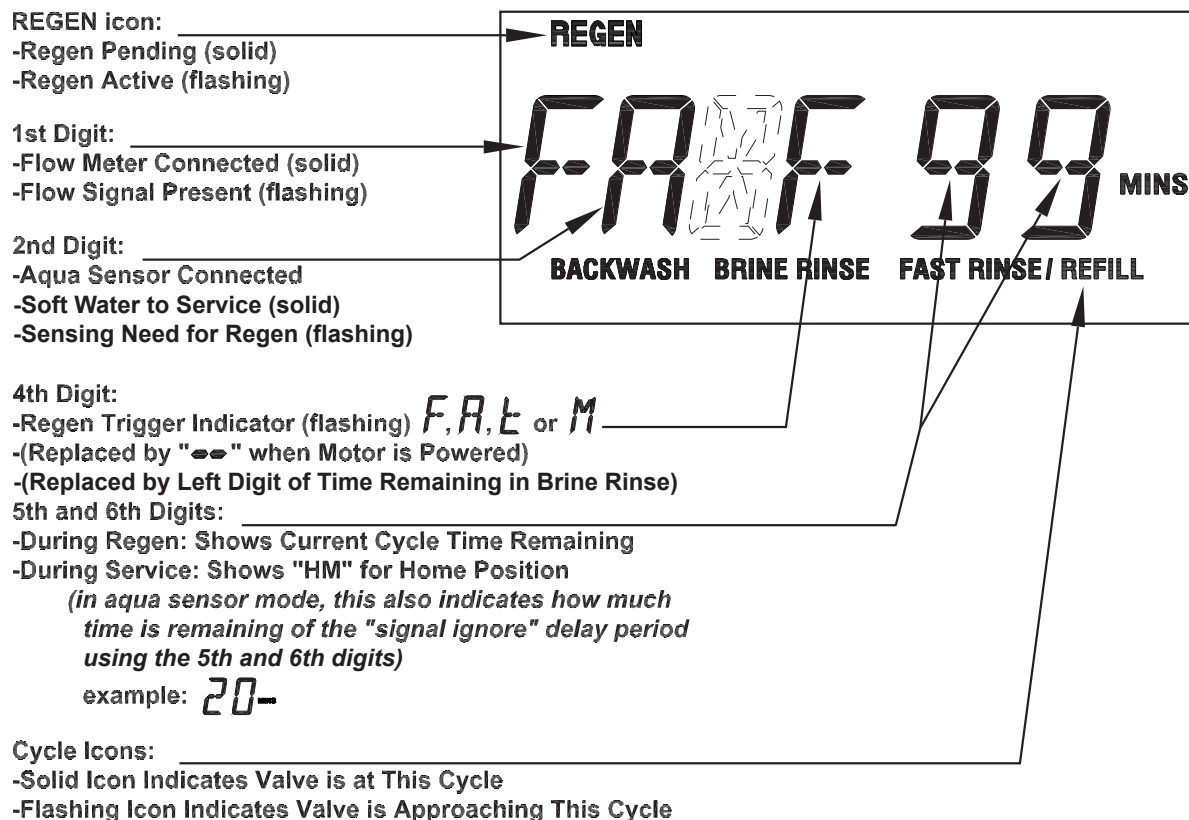 REGEN icon:
-Regen Pending (solid)
-Regen Active (flashing)
1st Digit:
-Flow Meter Connected (solid)
-Flow Signal Present (flashing)
2nd Digit:
-Aqua Sensor Connected
-Soft Water to Service (solid)
-Sensing Need for Regen (flashing)
4th Digit:
-Regen Trigger Indicator (flashing) F, A, t or M
-(Replaced by "--" when Motor is Powered)
-(Replaced by Left Digit of Time Remaining in Brine Rinse)
5th and 6th Digits:
-During Regen: Shows Current Cycle Time Remaining
-During Service: Shows "HM" for Home Position
(in aqua sensor mode, this also indicates how much
time is remaining of the "signal ignore" delay period
using the 5th and 6th digits)
example: 20-
Cycle Icons:
-Solid Icon Indicates Valve is at This Cycle
-Flashing Icon Indicates Valve is Approaching This Cycle
REGEN
FA F 99 MINS
BACKWASH BRINE RINSE FAST RINSE / REFILL